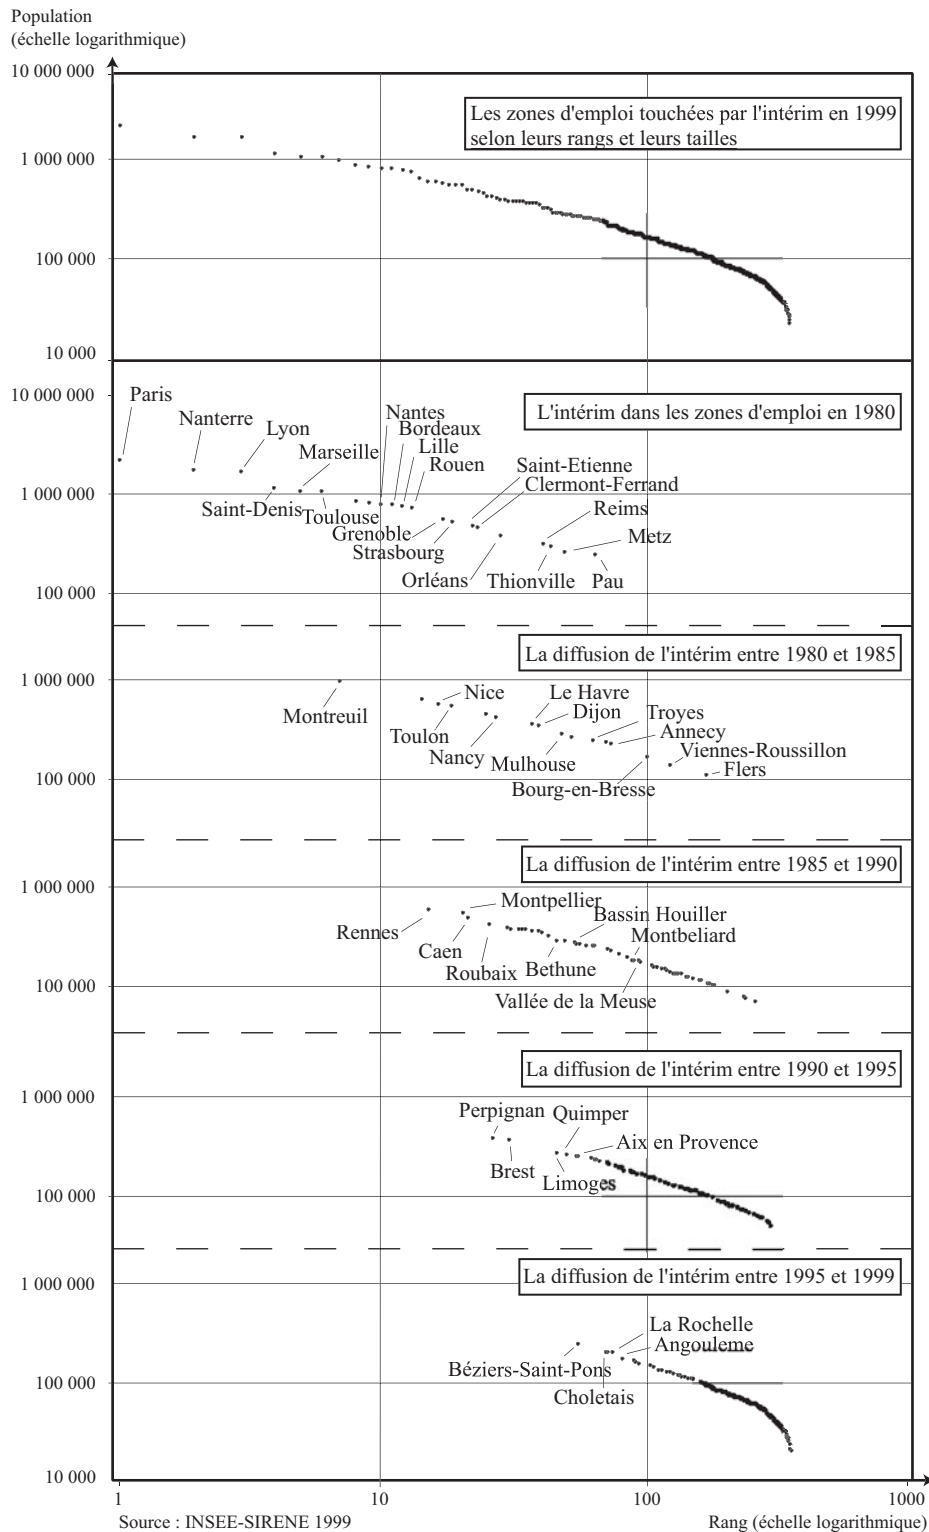 Population
(échelle logarithmique)
10 000 000
Les zones d'emploi touchées par l'intérim en 1999
selon leurs rangs et leurs tailles
1 000 000
100 000
10 000
10 000 000
Paris
L'intérim dans les zones d'emploi en 1980
Nanterre
Nantes
Lyon
Bordeaux
Marseille
Lille
Rouen
Saint-Etienne
Clermont-Ferrand
1 000 000
Saint-Denis
Toulouse
Reims
Grenoble
Metz
Strasbourg
Orléans
Thionville
Pau
100 000
La diffusion de l'intérim entre 1980 et 1985
1 000 000
Montreuil
Nice
Le Havre
Dijon
Troyes
Toulon
Annecy
Nancy
Mulhouse
Viennes-Roussillon
Flers
100 000
Bourg-en-Bresse
La diffusion de l'intérim entre 1985 et 1990
1 000 000
Montpellier
Bassin Houiller
Rennes
Montbeliard
Caen
Roubaix
Bethune
100 000
Vallée de la Meuse
La diffusion de l'intérim entre 1990 et 1995
1 000 000
Perpignan
Quimper
Aix en Provence
Brest
Limoges
100 000
La diffusion de l'intérim entre 1995 et 1999
1 000 000
La Rochelle
Angouleme
Béziers-Saint-Pons
100 000
Choletais
10 000
1
10
100
1000
Source : INSEE-SIRENE 1999
Rang (échelle logarithmique)